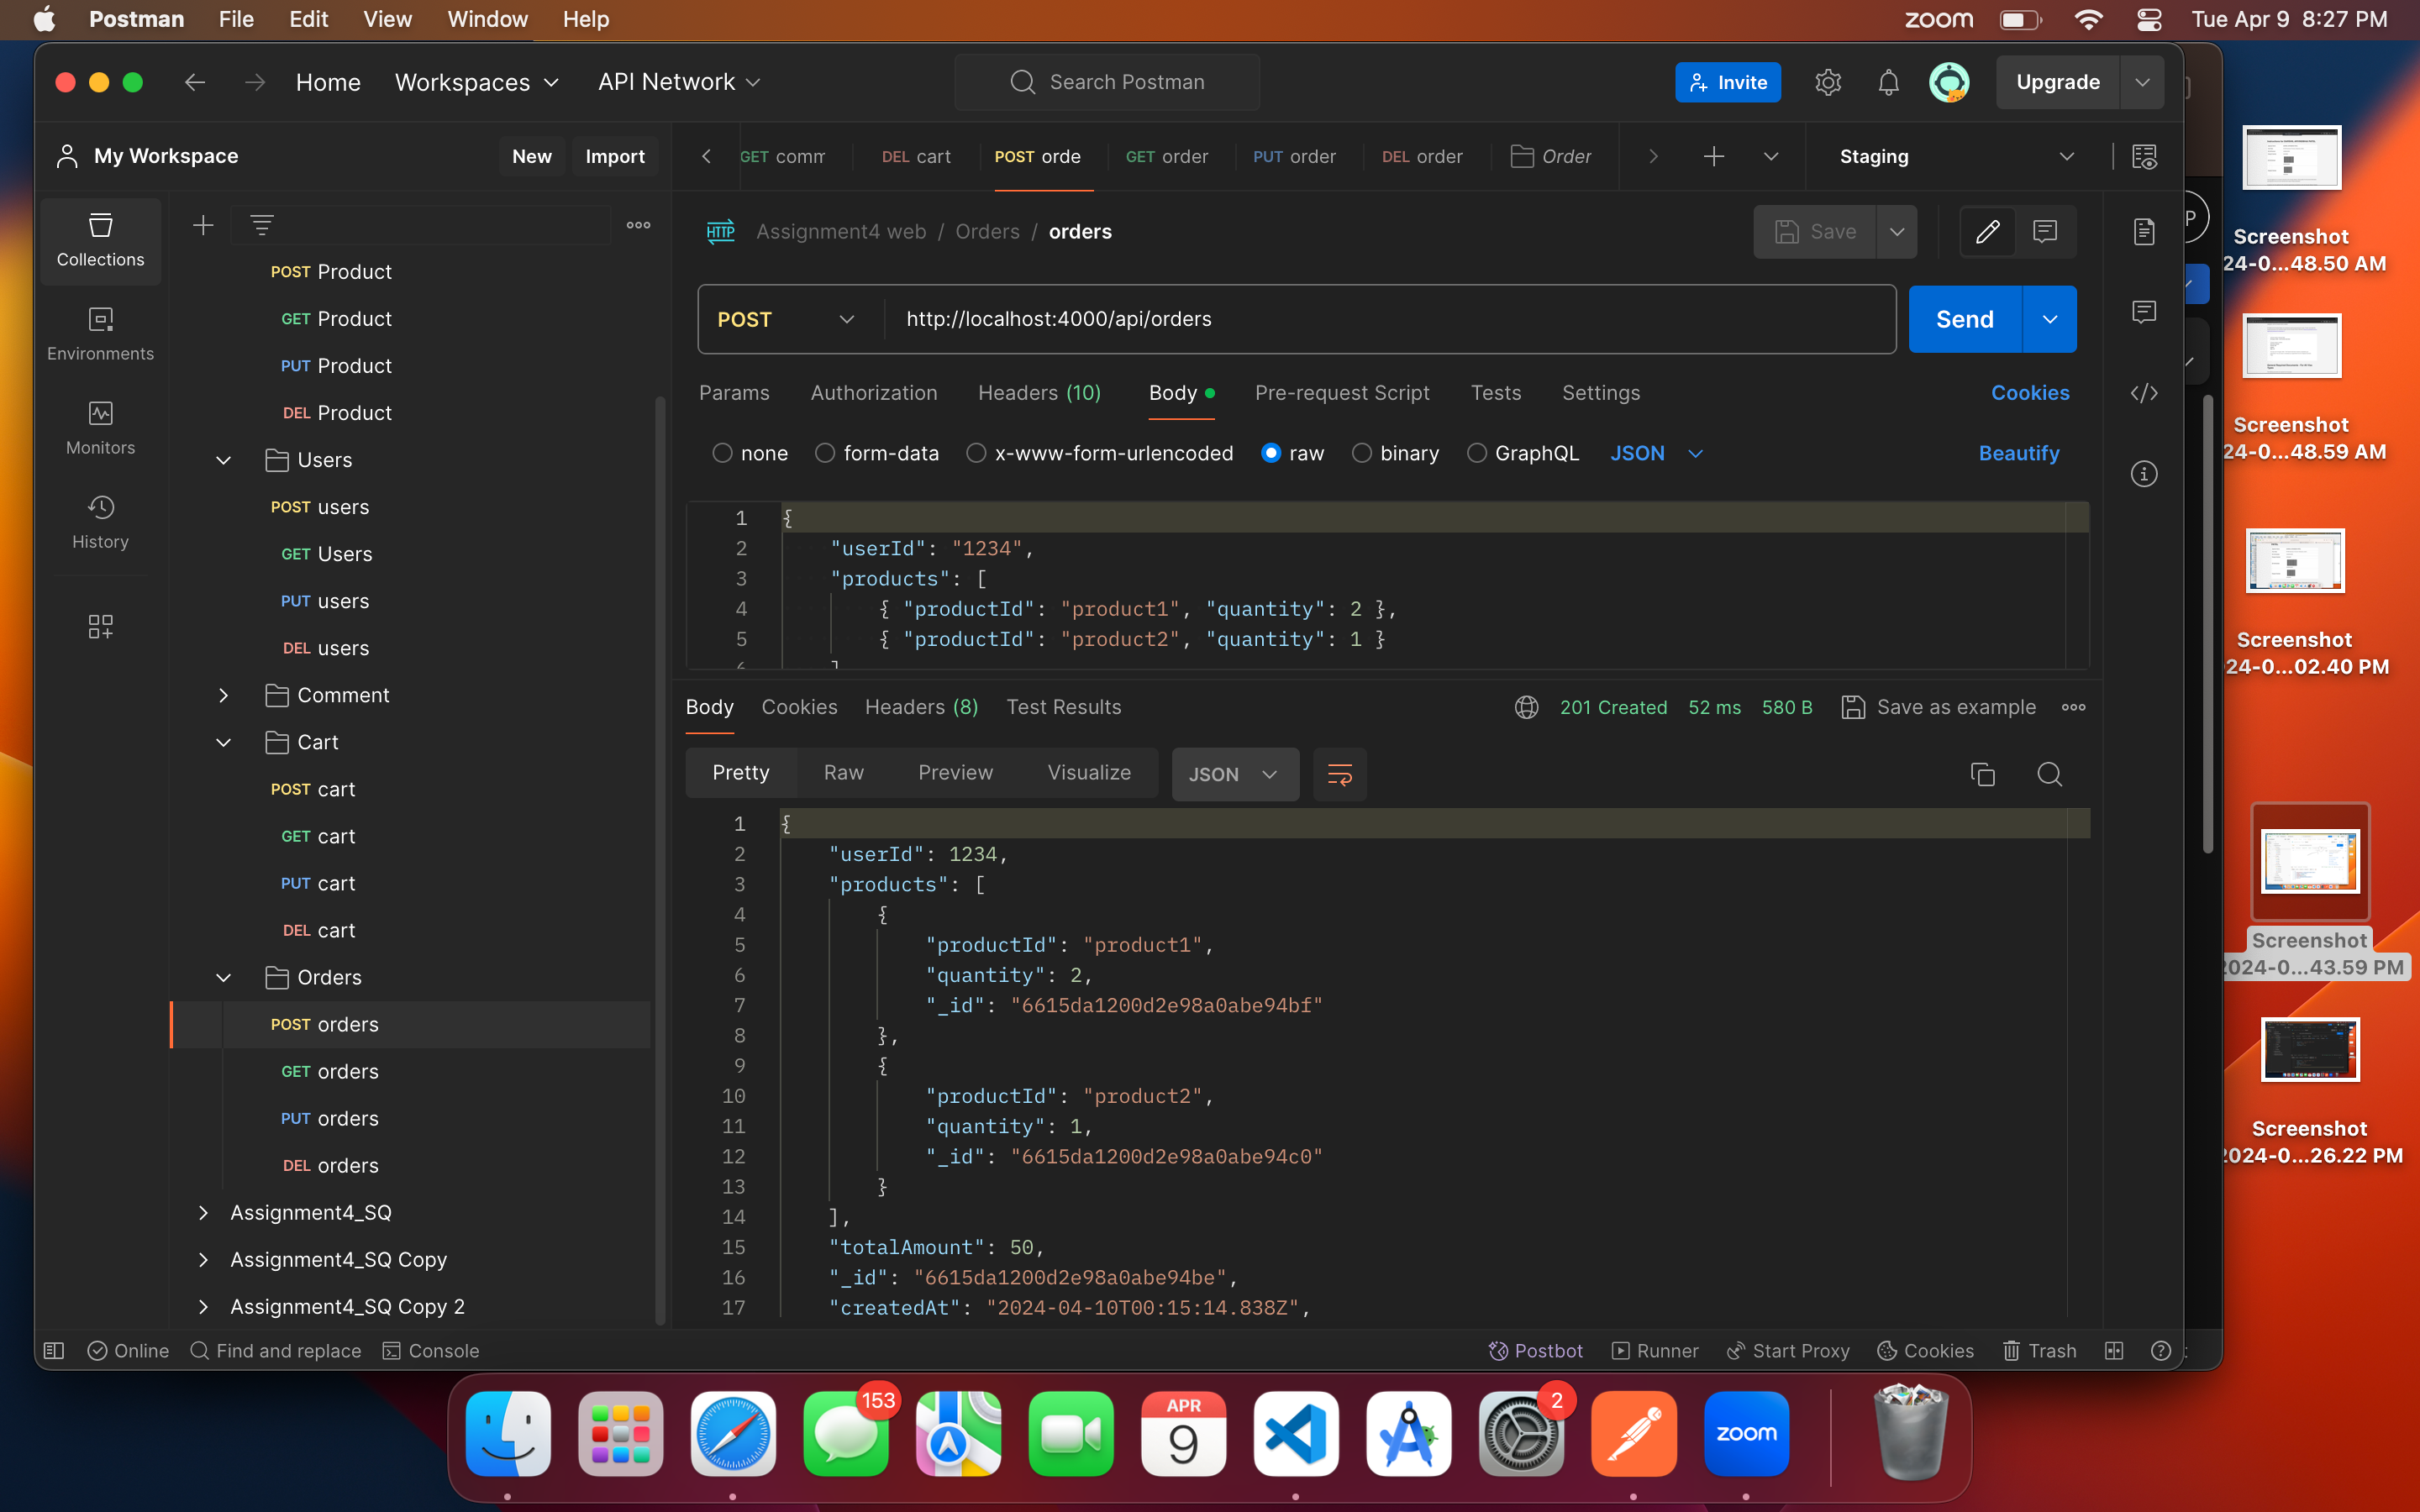 Postman File Edit View Window Help zoom Tue Apr 9 8:27 PM
Home Workspaces API Network Search Postman Invite Upgrade
My Workspace New Import GET comm DEL cart POST orde GET order PUT order DEL order Order Staging
Collections
Environments
Monitors
History
POST Product
GET Product
PUT Product
DEL Product
Users
POST users
GET Users
PUT users
DEL users
Comment
Cart
POST cart
GET cart
PUT cart
DEL cart
Orders
POST orders
GET orders
PUT orders
DEL orders
Assignment4_SQ
Assignment4_SQ Copy
Assignment4_SQ Copy 2
HTTP Assignment4 web / Orders / orders Save
POST http://localhost:4000/api/orders Send
Params Authorization Headers (10) Body Pre-request Script Tests Settings Cookies
none form-data x-www-form-urlencoded raw binary GraphQL JSON Beautify
1 {
2 "userId": "1234",
3 "products": [
4 { "productId": "product1", "quantity": 2 },
5 { "productId": "product2", "quantity": 1 }
6 ]
Body Cookies Headers (8) Test Results 201 Created 52 ms 580 B Save as example
Pretty Raw Preview Visualize JSON
1 {
2 "userId": 1234,
3 "products": [
4 {
5 "productId": "product1",
6 "quantity": 2,
7 "_id": "6615da1200d2e98a0abe94bf"
8 },
9 {
10 "productId": "product2",
11 "quantity": 1,
12 "_id": "6615da1200d2e98a0abe94c0"
13 }
14 ],
15 "totalAmount": 50,
16 "_id": "6615da1200d2e98a0abe94be",
17 "createdAt": "2024-04-10T00:15:14.838Z",
Online Find and replace Console Postbot Runner Start Proxy Cookies Trash
P
Screenshot
24-0...48.50 AM
Screenshot
24-0...48.59 AM
Screenshot
24-0...02.40 PM
Screenshot
2024-0...43.59 PM
Screenshot
2024-0...26.22 PM
153
APR
9
2
zoom